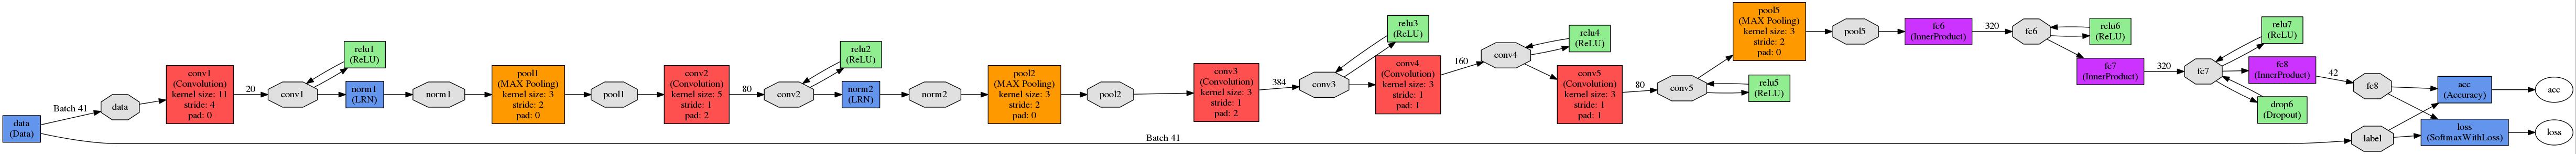 data
(Data)
Batch 41
data
conv1
(Convolution)
kernel size: 11
stride: 4
pad: 0
20
conv1
relu1
(ReLU)
norm1
(LRN)
norm1
pool1
(MAX Pooling)
kernel size: 3
stride: 2
pad: 0
pool1
conv2
(Convolution)
kernel size: 5
stride: 1
pad: 2
80
conv2
relu2
(ReLU)
norm2
(LRN)
norm2
pool2
(MAX Pooling)
kernel size: 3
stride: 2
pad: 0
pool2
Batch 41
conv3
(Convolution)
kernel size: 3
stride: 1
pad: 2
384
conv3
relu3
(ReLU)
conv4
(Convolution)
kernel size: 3
stride: 1
pad: 1
160
conv4
relu4
(ReLU)
conv5
(Convolution)
kernel size: 3
stride: 1
pad: 1
80
conv5
relu5
(ReLU)
pool5
(MAX Pooling)
kernel size: 3
stride: 2
pad: 0
pool5
fc6
(InnerProduct)
320
fc6
relu6
(ReLU)
fc7
(InnerProduct)
320
fc7
relu7
(ReLU)
fc8
(InnerProduct)
drop6
(Dropout)
42
fc8
label
acc
(Accuracy)
loss
(SoftmaxWithLoss)
acc
loss